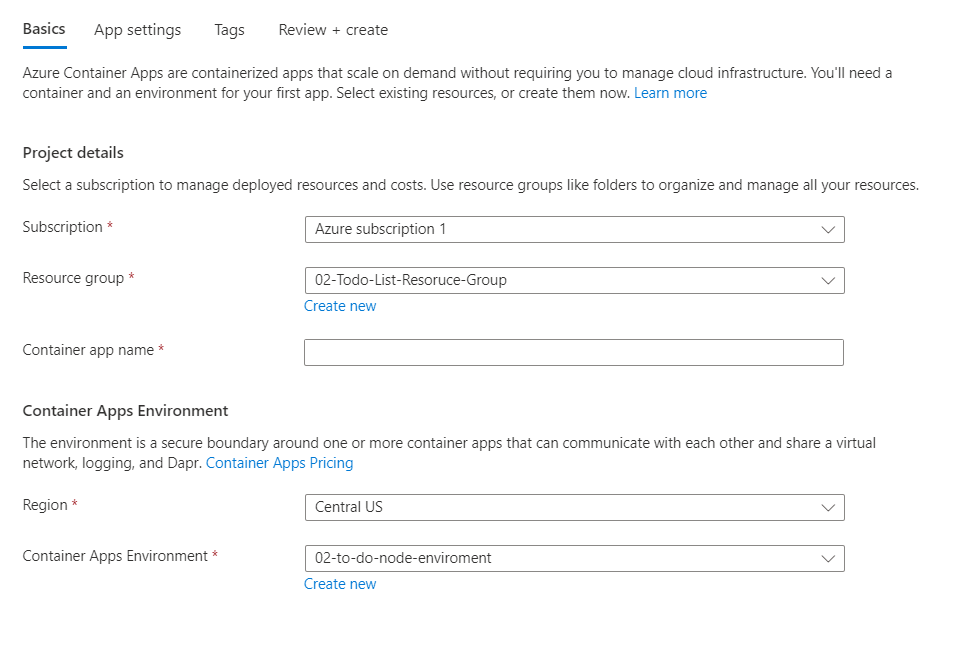 Basics App settings Tags Review + create
Azure Container Apps are containerized apps that scale on demand without requiring you to manage cloud infrastructure. You'll need a
container and an environment for your first app. Select existing resources, or create them now. Learn more
Project details
Select a subscription to manage deployed resources and costs. Use resource groups like folders to organize and manage all your resources.
Subscription * Azure subscription 1
Resource group * 02-Todo-List-Resoruce-Group
Create new
Container app name *
Container Apps Environment
The environment is a secure boundary around one or more container apps that can communicate with each other and share a virtual
network, logging, and Dapr. Container Apps Pricing
Region * Central US
Container Apps Environment * 02-to-do-node-enviroment
Create new